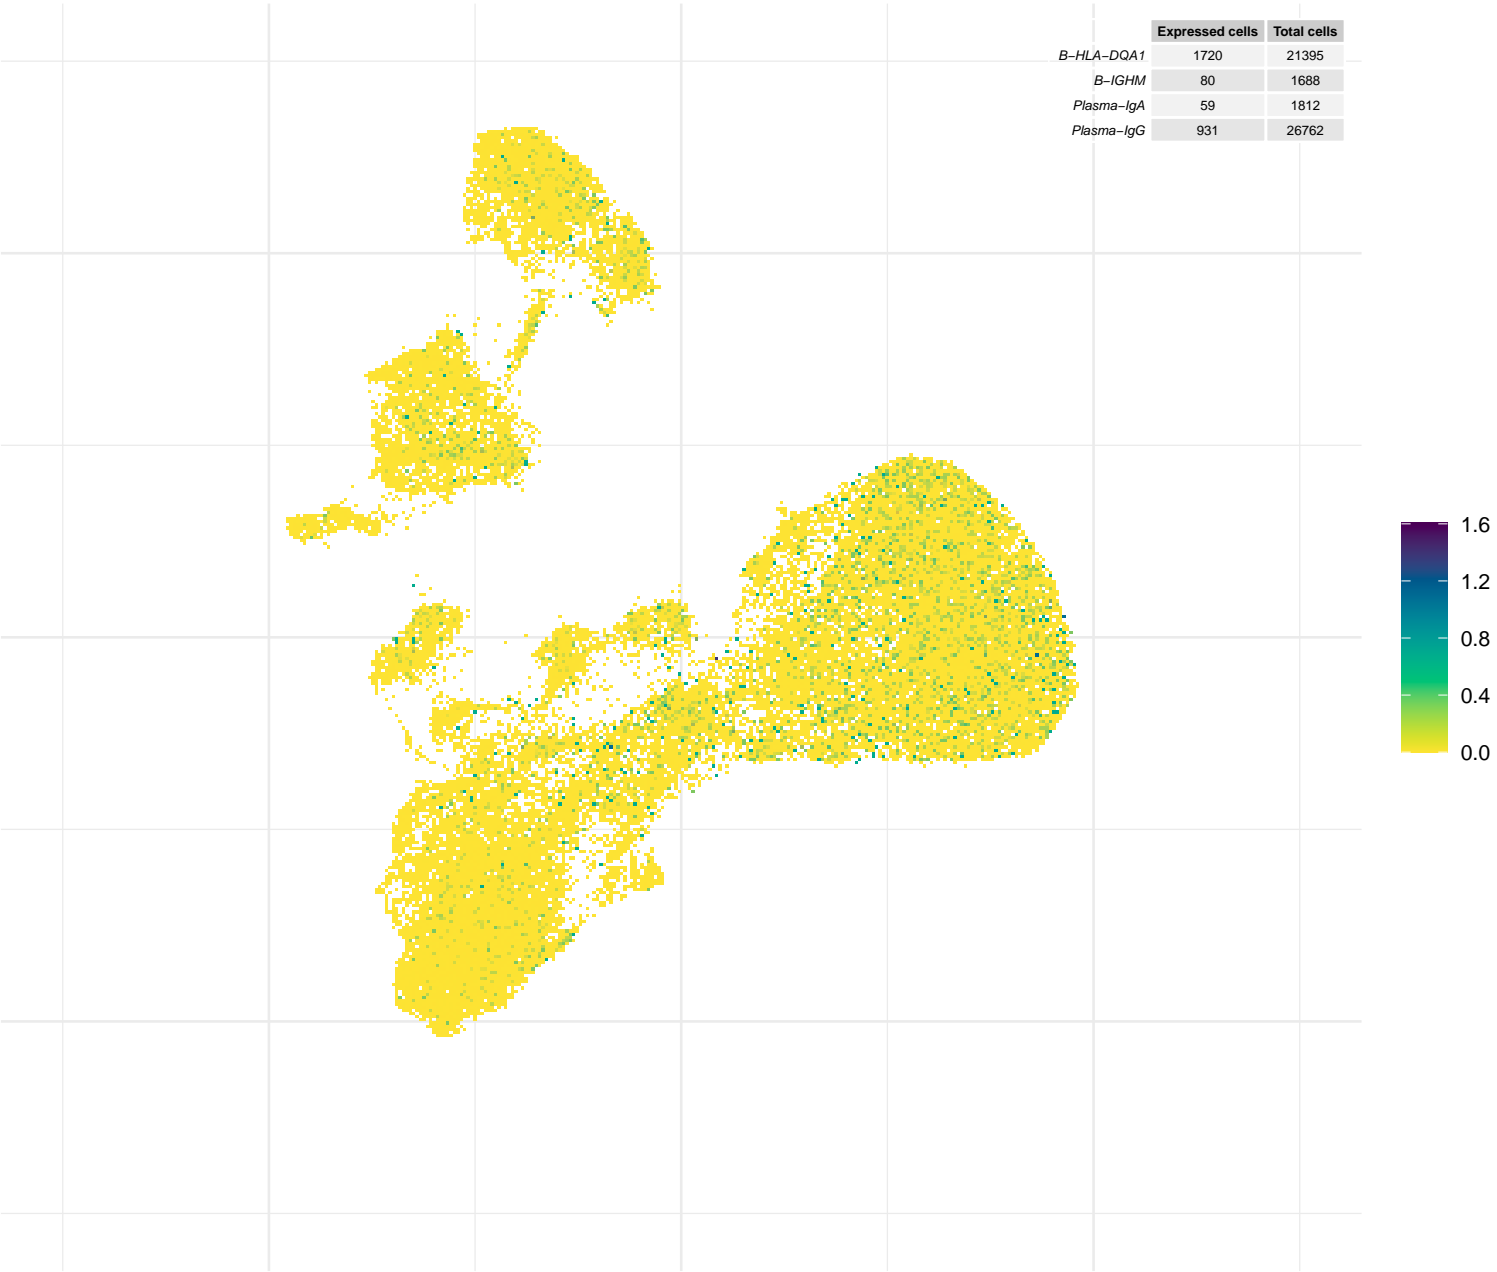 Expressed cells Total cells
B−HLA−DQA1 1720 21395
B−IGHM 80 1688
Plasma−IgA 59 1812
Plasma−IgG 931 26762
1.6
1.2
0.8
0.4
0.0